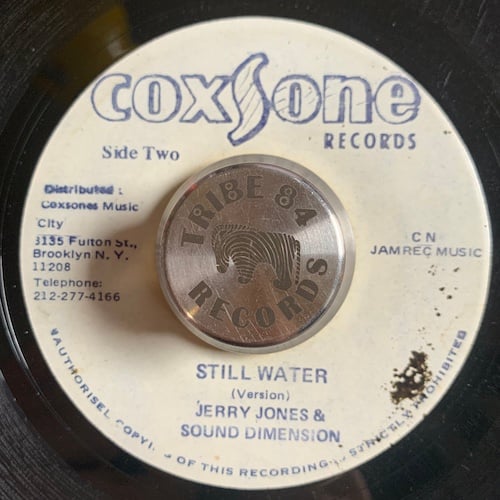 coxsone
RECORDS
Side Two
Distributed :
Coxsones Music
City
3135 Fulton St.,
Brooklyn N. Y.
11208
Telephone:
212-277-4166
C N
JAMREC MUSIC
TRIBE 84
RECORDS
STILL WATER
(Version)
JERRY JONES &
SOUND DIMENSION
NAUTHORISEL COPYI OF THIS RECORDING STRICTLY PROHIBITED